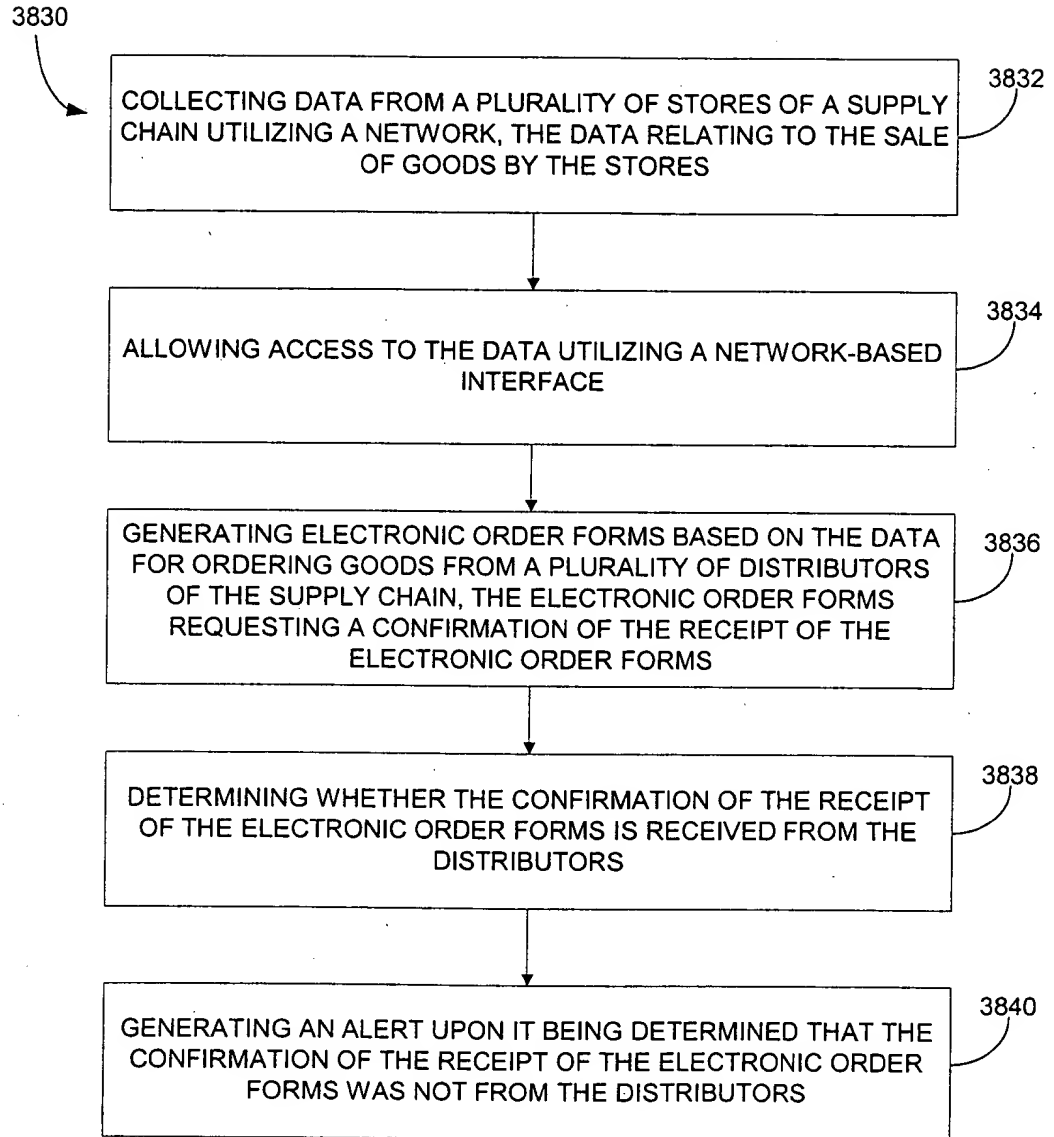 3830
3832
COLLECTING DATA FROM A PLURALITY OF STORES OF A SUPPLY
CHAIN UTILIZING A NETWORK, THE DATA RELATING TO THE SALE
OF GOODS BY THE STORES
3834
ALLOWING ACCESS TO THE DATA UTILIZING A NETWORK-BASED
INTERFACE
3836
GENERATING ELECTRONIC ORDER FORMS BASED ON THE DATA
FOR ORDERING GOODS FROM A PLURALITY OF DISTRIBUTORS
OF THE SUPPLY CHAIN, THE ELECTRONIC ORDER FORMS
REQUESTING A CONFIRMATION OF THE RECEIPT OF THE
ELECTRONIC ORDER FORMS
3838
DETERMINING WHETHER THE CONFIRMATION OF THE RECEIPT
OF THE ELECTRONIC ORDER FORMS IS RECEIVED FROM THE
DISTRIBUTORS
3840
GENERATING AN ALERT UPON IT BEING DETERMINED THAT THE
CONFIRMATION OF THE RECEIPT OF THE ELECTRONIC ORDER
FORMS WAS NOT FROM THE DISTRIBUTORS